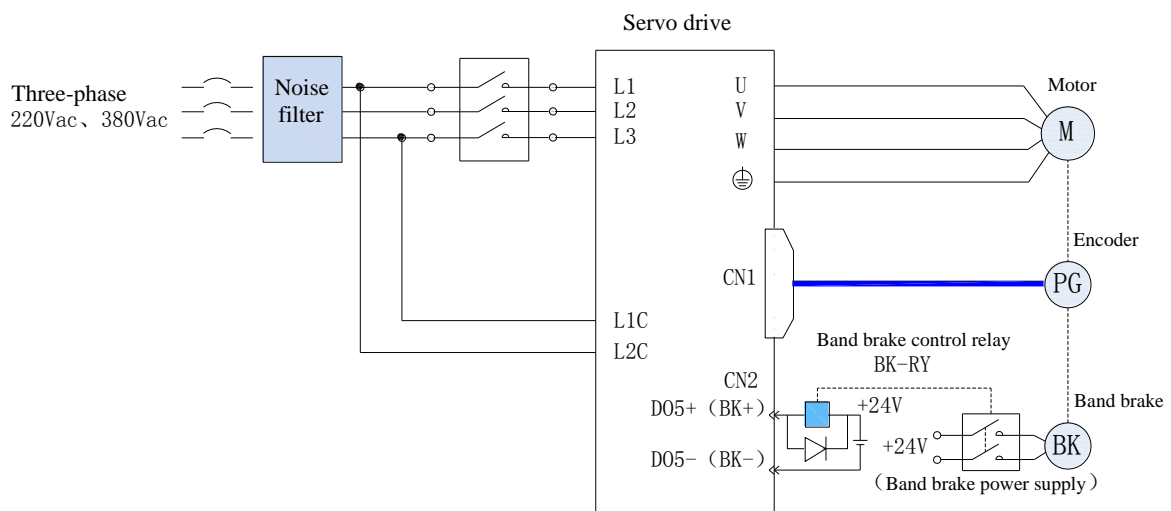 Servo drive
Three-phase
220Vac、380Vac
Noise
filter
L1
L2
L3
U
V
W
Motor
M
Encoder
CN1
PG
L1C
L2C
Band brake control relay
BK-RY
CN2
DO5+（BK+）
+24V
Band brake
+24V
BK
DO5-（BK-）
（Band brake power supply）